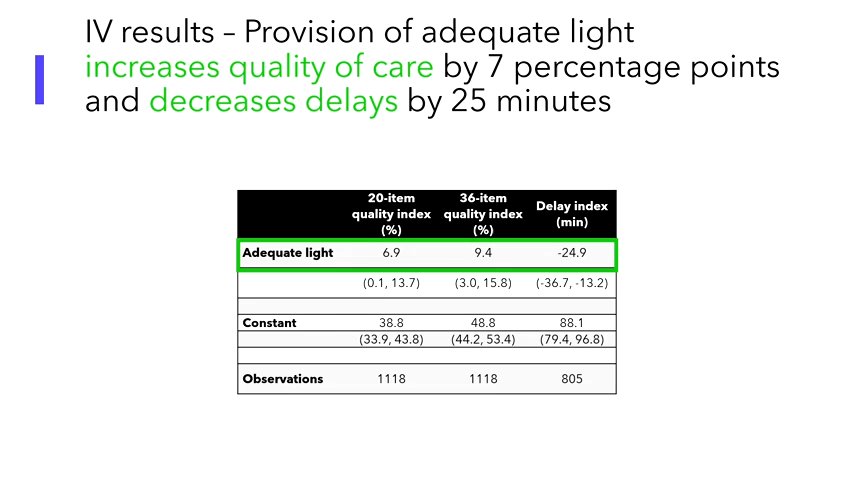 IV results – Provision of adequate light
increases quality of care by 7 percentage points
and decreases delays by 25 minutes
20-item quality index (%) 36-item quality index (%) Delay index (min)
Adequate light 6.9 9.4 -24.9
(0.1, 13.7) (3.0, 15.8) (-36.7, -13.2)
Constant 38.8 48.8 88.1
(33.9, 43.8) (44.2, 53.4) (79.4, 96.8)
Observations 1118 1118 805